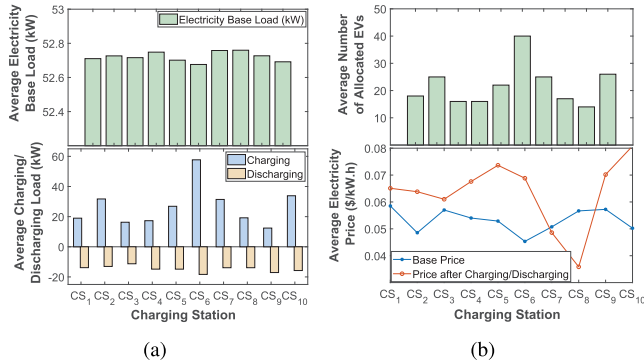 Average Electricity
Base Load (kW)
53
52.8
52.6
Electricity Base Load (kW)
Average Charging/
Discharging Load (kW)
60
40
20
0
-20
Charging
Discharging
CS1 CS2 CS3 CS4 CS5 CS6 CS7 CS8 CS9 CS10
Charging Station
(a)
(b)
Average Number
of Allocated EVs
50
40
30
20
10
Average Electricity
Price ($/kW.h)
0.08
0.07
0.06
0.05
0.04
Base Price
Price after Charging/Discharging
CS1 CS2 CS3 CS4 CS5 CS6 CS7 CS8 CS9 CS10
Charging Station
(b)